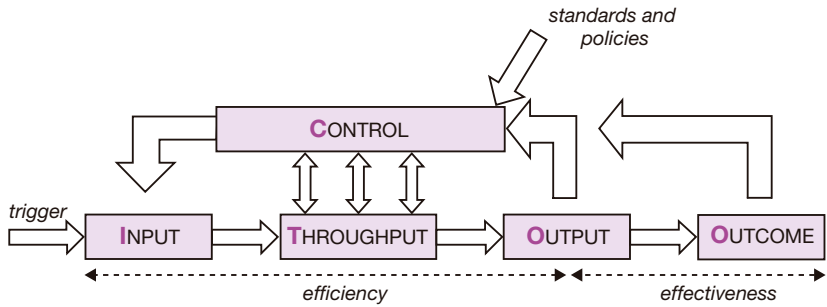 standards and
policies
CONTROL
trigger
INPUT
THROUGHPUT
OUTPUT
OUTCOME
efficiency
effectiveness